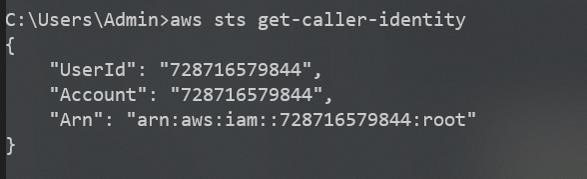 C:\Users\Admin>aws sts get-caller-identity
{
    "UserId": "728716579844",
    "Account": "728716579844",
    "Arn": "arn:aws:iam::728716579844:root"
}